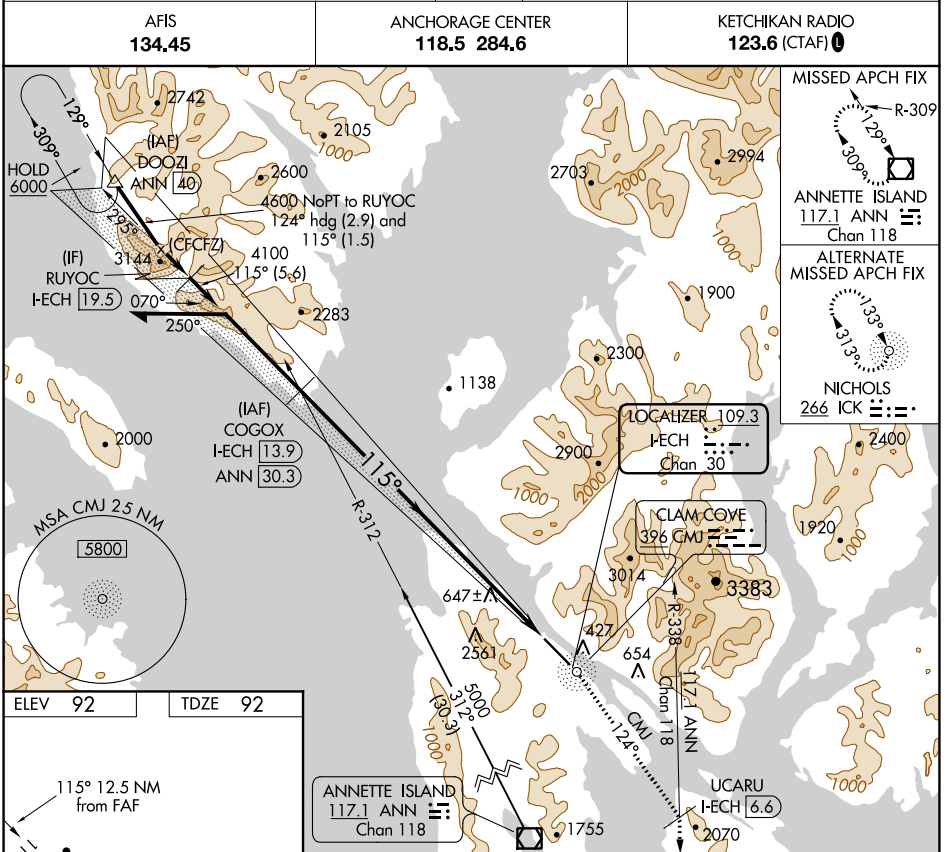 AFIS
134.45
ANCHORAGE CENTER
118.5 284.6
KETCHIKAN RADIO
123.6 (CTAF) L
MISSED APCH FIX
R-309
129°
309°
ANNETTE ISLAND
117.1 ANN
Chan 118
ALTERNATE
MISSED APCH FIX
133°
313°
NICHOLS
266 ICK
129°
309°
HOLD
6000
(IAF)
DOOZI
ANN 40
2742
2105
1000
2600
4600 NoPT to RUYOC
124° hdg (2.9) and
115° (1.5)
295°
(CFCFZ)
3144
4100
115° (5.6)
(IF)
RUYOC
I-ECH 19.5
070°
250°
2283
2703
2000
2994
1000
1900
2300
1138
(IAF)
COGOX
I-ECH 13.9
ANN 30.3
115°
R-312
2000
LOCALIZER 109.3
I-ECH
Chan 30
2900
1000
2000
2400
1920
1000
CLAM COVE
396 CMJ
3014
3383
MSA CMJ 25 NM
5800
647±
2561
427
654
R-338
117.1 ANN
Chan 118
CMJ
124°
5000
312°
(30.3)
1000
1000
ELEV 92
TDZE 92
115° 12.5 NM
from FAF
ANNETTE ISLAND
117.1 ANN
Chan 118
1755
UCARU
I-ECH 6.6
2070